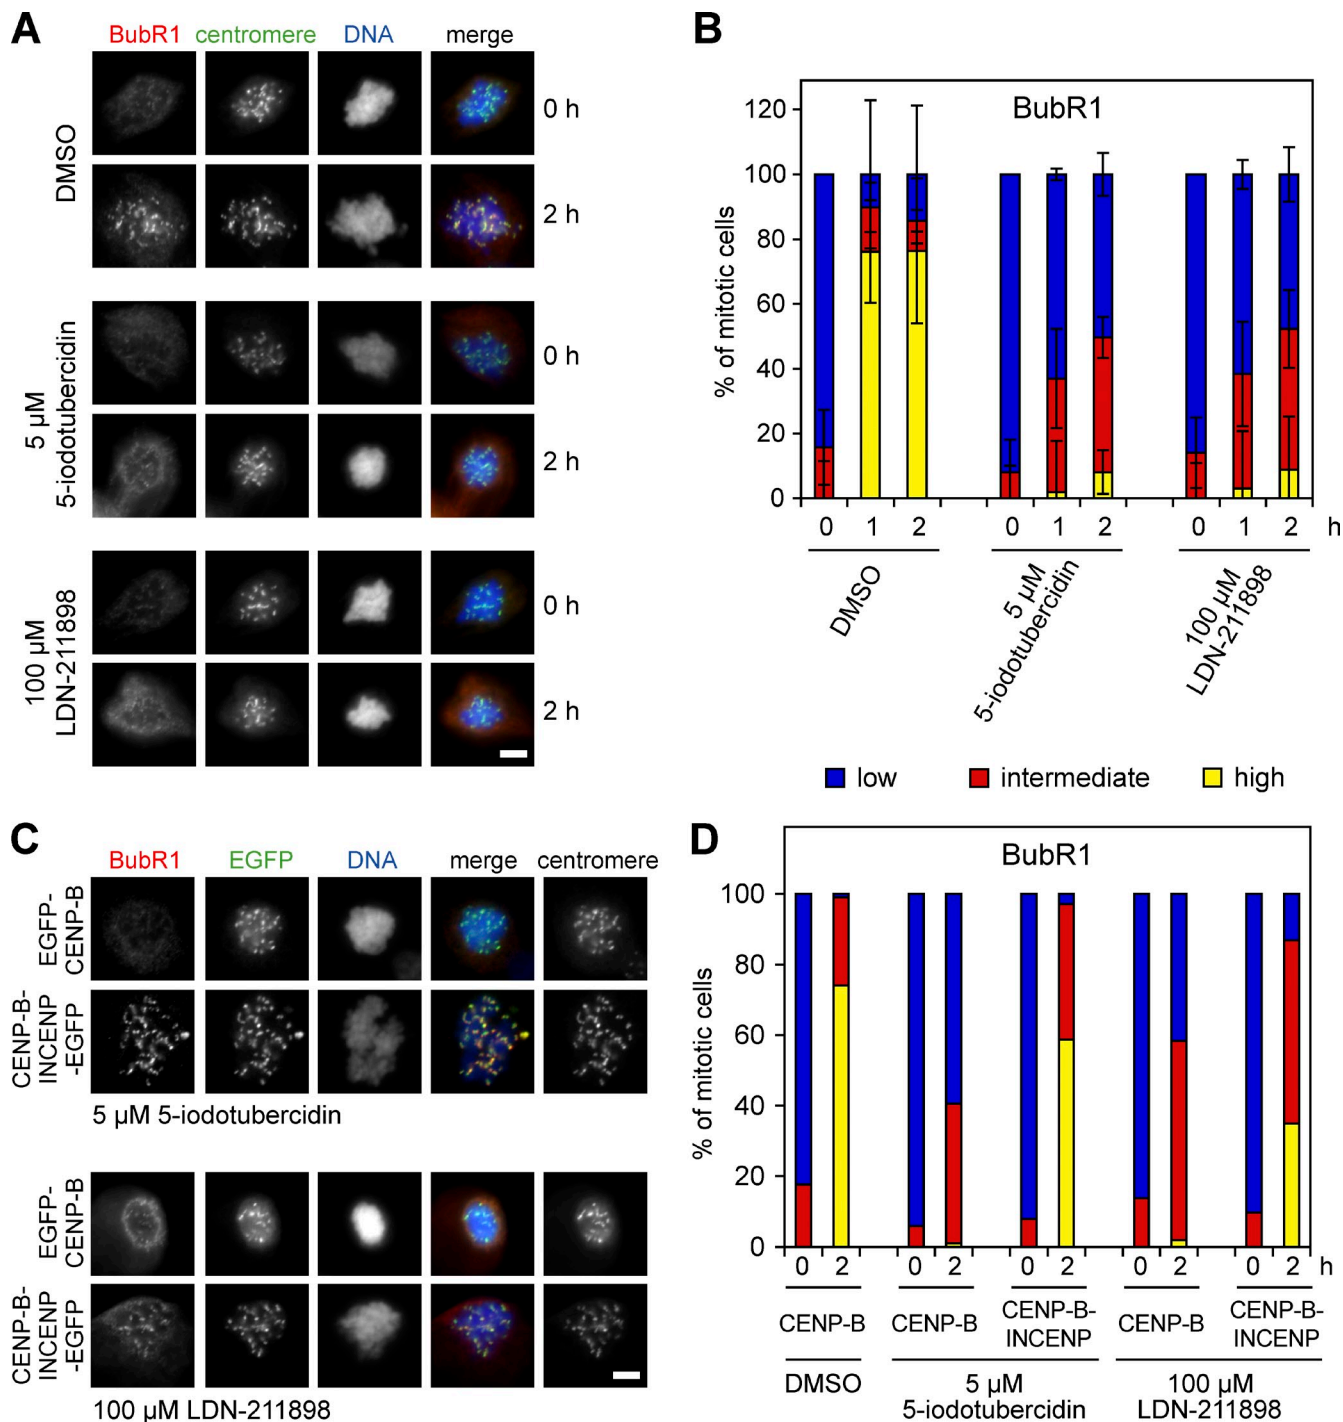 A
BubR1 centromere DNA merge
DMSO
0 h
2 h
5 µM
5-iodotubercidin
0 h
2 h
100 µM
LDN-211898
0 h
2 h
B
BubR1
% of mitotic cells
120
100
80
60
40
20
0
0 1 2 0 1 2 0 1 2 h
DMSO
5 µM
5-iodotubercidin
100 µM
LDN-211898
low intermediate high
C
BubR1 EGFP DNA merge centromere
EGFP-
CENP-B
CENP-B-
INCENP
-EGFP
5 µM 5-iodotubercidin
EGFP-
CENP-B
CENP-B-
INCENP
-EGFP
100 µM LDN-211898
D
BubR1
% of mitotic cells
100
80
60
40
20
0
0 2 0 2 0 2 0 2 0 2 h
CENP-B CENP-B CENP-B-
INCENP CENP-B CENP-B-
INCENP
DMSO 5 µM
5-iodotubercidin 100 µM
LDN-211898